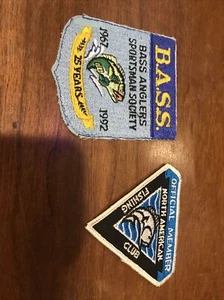 B.A.S.S.
BASS ANGLERS
SPORTSMAN SOCIETY
1967
1992
25 YEARS
OFFICIAL MEMBER
NORTH AMERICAN
FISHING
CLUB